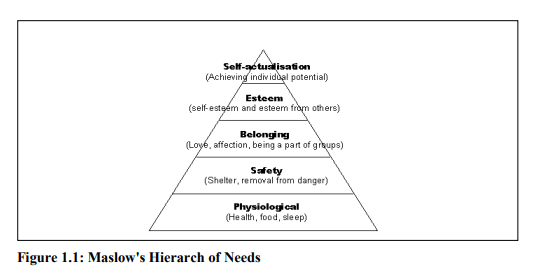 Self-actualisation
(Achieving individual potential)
Esteem
(self-esteem and esteem from others)
Belonging
(Love, affection, being a part of groups)
Safety
(Shelter, removal from danger)
Physiological
(Health, food, sleep)
Figure 1.1: Maslow's Hierarch of Needs